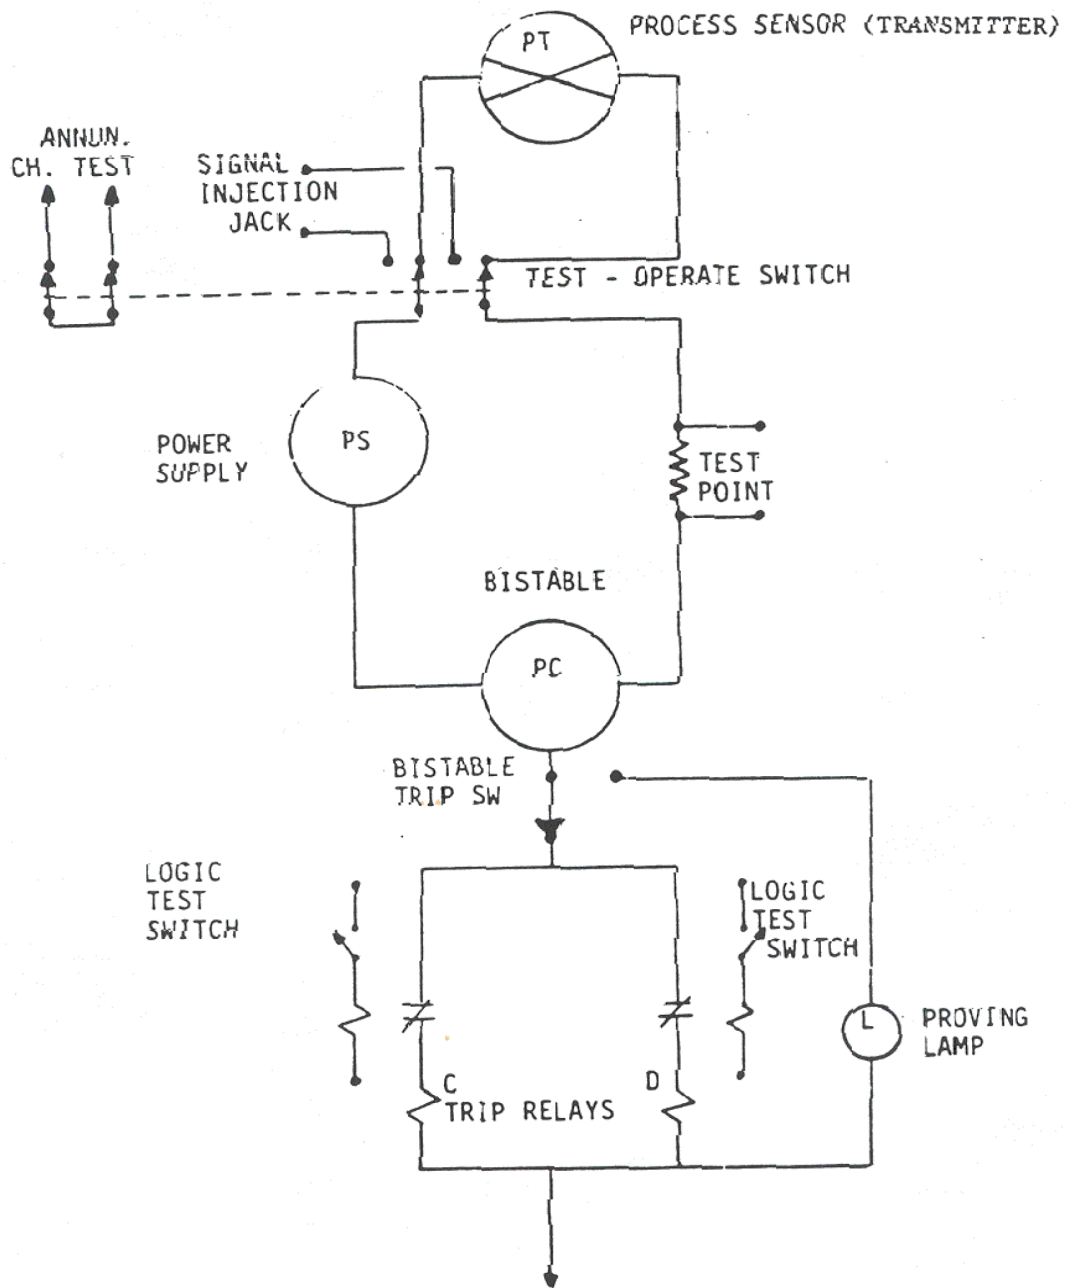 PT
PROCESS SENSOR (TRANSMITTER)
ANNUN.
CH. TEST
SIGNAL
INJECTION
JACK
TEST - OPERATE SWITCH
POWER
SUPPLY
PS
TEST
POINT
BISTABLE
PC
BISTABLE
TRIP SW
LOGIC
TEST
SWITCH
LOGIC
TEST
SWITCH
L
PROVING
LAMP
C
D
TRIP RELAYS